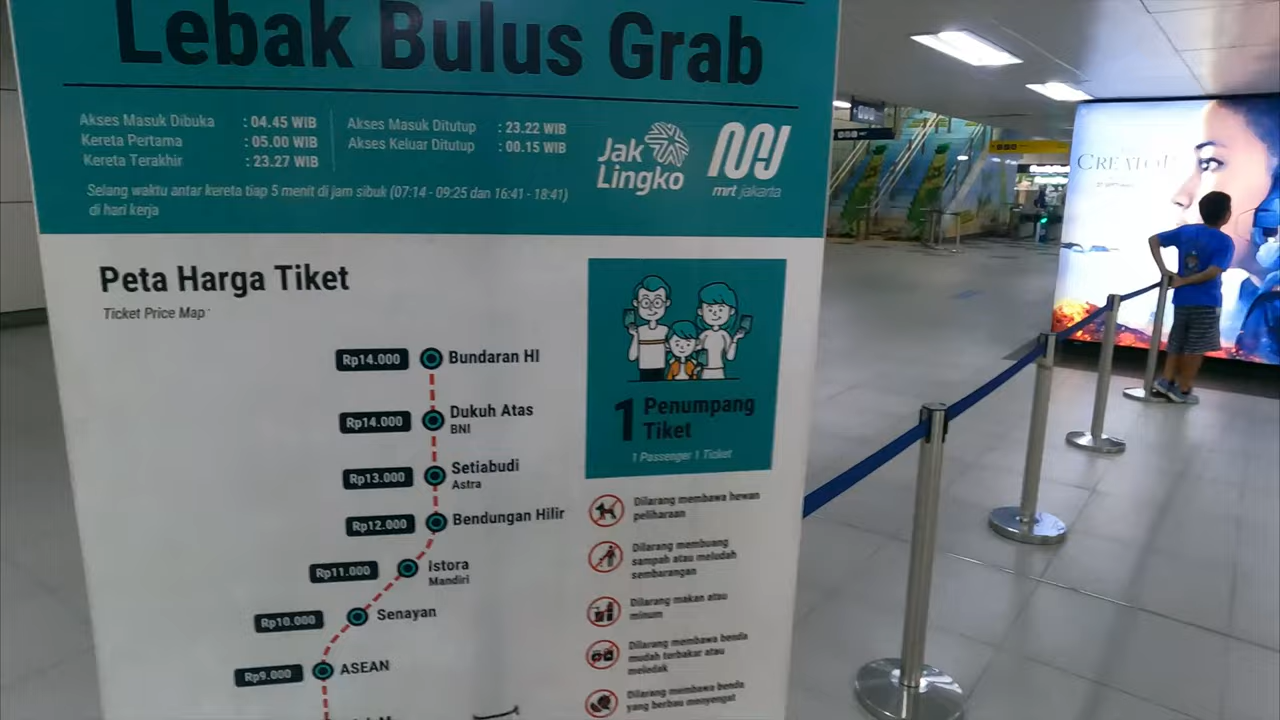 Lebak Bulus Grab
Akses Masuk Dibuka : 04.45 WIB
Kereta Pertama : 05.00 WIB
Kereta Terakhir : 23.27 WIB
Akses Masuk Ditutup : 23.22 WIB
Akses Keluar Ditutup : 00.15 WIB
Jak
Lingko
mrt jakarta
Selang waktu antar kereta tiap 5 menit di jam sibuk (07:14 - 09:25 dan 16:41 - 18:41)
di hari kerja
Peta Harga Tiket
Ticket Price Map
Rp14.000 Bundaran HI
Rp14.000 Dukuh Atas
BNI
Rp13.000 Setiabudi
Astra
Rp12.000 Bendungan Hilir
Rp11.000 Istora
Mandiri
Rp10.000 Senayan
Rp9.000 ASEAN
1 Penumpang
Tiket
1 Passenger 1 Ticket
Dilarang membawa hewan
peliharaan
Dilarang membuang
sampah atau meludah
sembarangan
Dilarang makan atau
minum
Dilarang membawa benda
mudah terbakar atau
meledak
Dilarang membawa benda
yang berbau menyengat
CREATOR